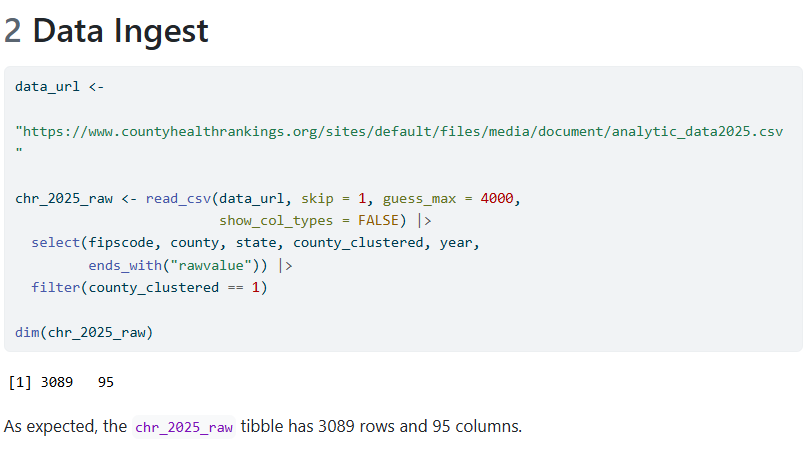 2 Data Ingest
data_url <-
"https://www.countyhealthrankings.org/sites/default/files/media/document/analytic_data2025.csv
"
chr_2025_raw <- read_csv(data_url, skip = 1, guess_max = 4000,
                         show_col_types = FALSE) |>
  select(fipscode, county, state, county_clustered, year,
         ends_with("rawvalue")) |>
  filter(county_clustered == 1)
dim(chr_2025_raw)
[1] 3089   95
As expected, the chr_2025_raw tibble has 3089 rows and 95 columns.